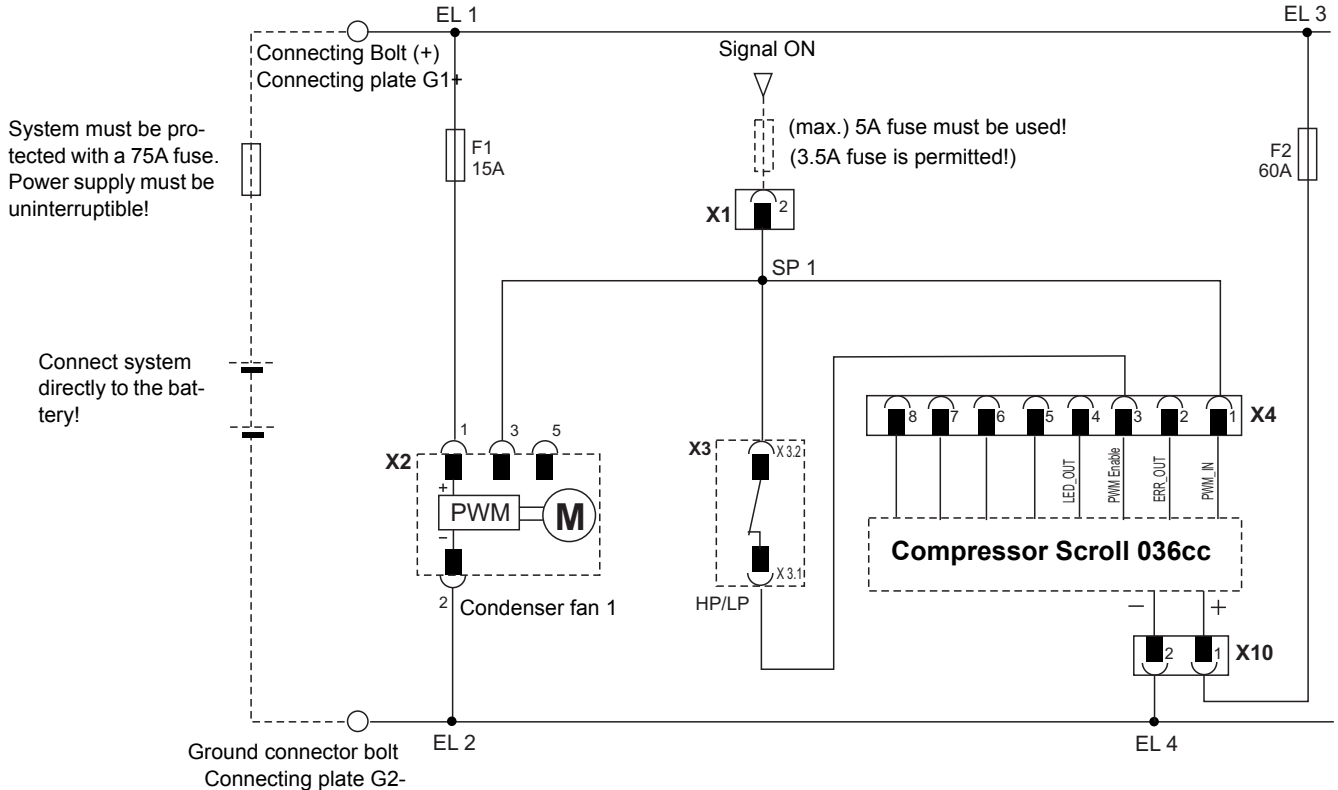 EL 1
EL 3
Connecting Bolt (+)
Connecting plate G1+
Signal ON
System must be pro-
tected with a 75A fuse.
Power supply must be
uninterruptible!
F1
15A
(max.) 5A fuse must be used!
(3.5A fuse is permitted!)
F2
60A
X1
2
SP 1
Connect system
directly to the bat-
tery!
8
7
6
5
4
3
2
1
X4
1
3
5
X2
X3
X 3.2
LED_OUT
PWM Enable
ERR_OUT
PWM_IN
+
PWM
M
−
Compressor Scroll 036cc
X 3.1
2
Condenser fan 1
HP/LP
−
+
2
1
X10
EL 2
EL 4
Ground connector bolt
Connecting plate G2-